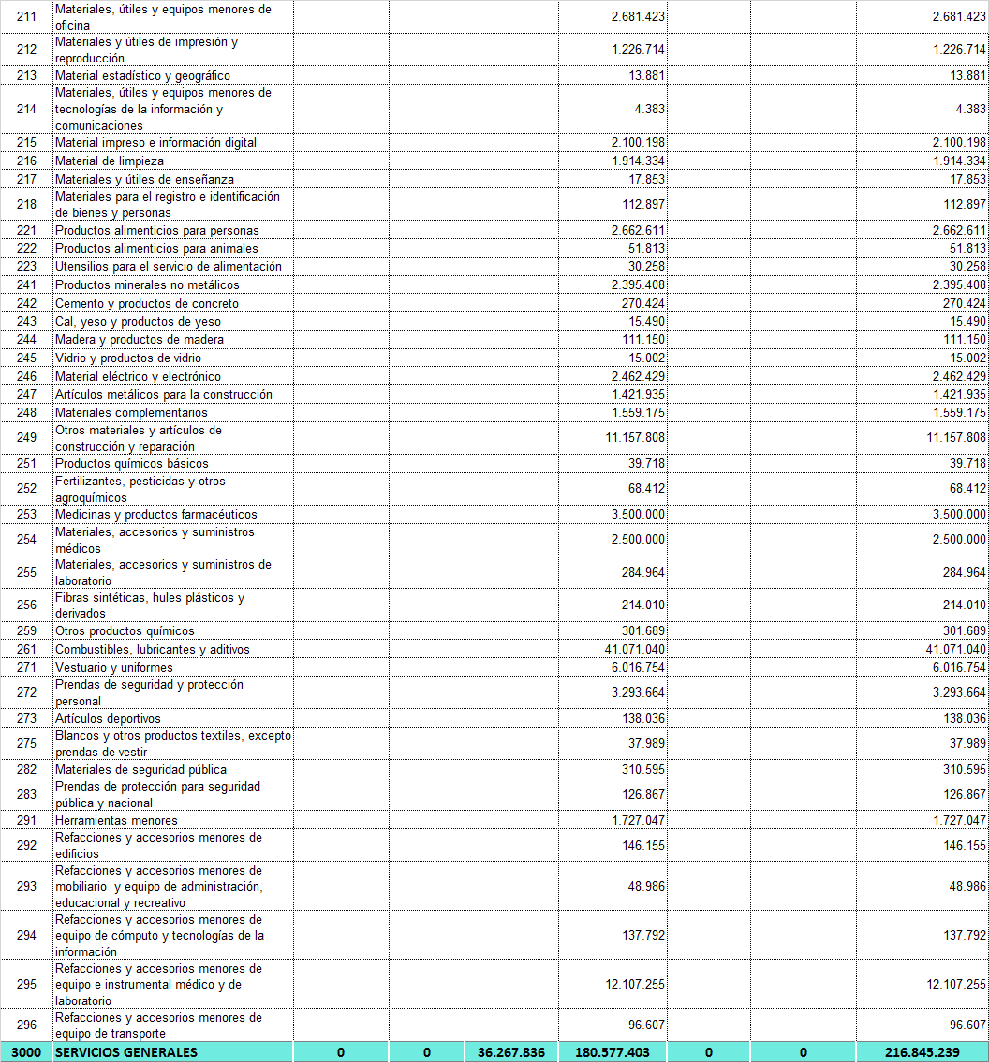 211 Materiales, útiles y equipos menores de oficina 2.681.423 2.681.423
212 Materiales y útiles de impresión y reproducción 1.226.714 1.226.714
213 Material estadístico y geográfico 13.881 13.881
214 Materiales, útiles y equipos menores de tecnologías de la información y comunicaciones 4.383 4.383
215 Material impreso e información digital 2.100.198 2.100.198
216 Material de limpieza 1.914.334 1.914.334
217 Materiales y útiles de enseñanza 17.853 17.853
218 Materiales para el registro e identificación de bienes y personas 112.897 112.897
221 Productos alimenticios para personas 2.662.611 2.662.611
222 Productos alimenticios para animales 51.813 51.813
223 Utensilios para el servicio de alimentación 30.258 30.258
241 Productos minerales no metálicos 2.395.408 2.395.408
242 Cemento y productos de concreto 270.424 270.424
243 Cal, yeso y productos de yeso 15.490 15.490
244 Madera y productos de madera 111.150 111.150
245 Vidrio y productos de vidrio 15.002 15.002
246 Material eléctrico y electrónico 2.462.429 2.462.429
247 Artículos metálicos para la construcción 1.421.935 1.421.935
248 Materiales complementarios 1.559.175 1.559.175
249 Otros materiales y artículos de construcción y reparación 11.157.808 11.157.808
251 Productos químicos básicos 39.718 39.718
252 Fertilizantes, pesticidas y otros agroquímicos 68.412 68.412
253 Medicinas y productos farmacéuticos 3.500.000 3.500.000
254 Materiales, accesorios y suministros médicos 2.500.000 2.500.000
255 Materiales, accesorios y suministros de laboratorio 284.964 284.964
256 Fibras sintéticas, hules plásticos y derivados 214.010 214.010
259 Otros productos químicos 301.689 301.689
261 Combustibles, lubricantes y aditivos 41.071.040 41.071.040
271 Vestuario y uniformes 6.016.754 6.016.754
272 Prendas de seguridad y protección personal 3.293.664 3.293.664
273 Artículos deportivos 138.036 138.036
275 Blancos y otros productos textiles, excepto prendas de vestir 37.989 37.989
282 Materiales de seguridad pública 310.595 310.595
283 Prendas de protección para seguridad pública y nacional 126.867 126.867
291 Herramientas menores 1.727.047 1.727.047
292 Refacciones y accesorios menores de edificios 146.155 146.155
293 Refacciones y accesorios menores de mobiliario y equipo de administración, educacional y recreativo 48.986 48.986
294 Refacciones y accesorios menores de equipo de cómputo y tecnologías de la información 137.792 137.792
295 Refacciones y accesorios menores de equipo e instrumental médico y de laboratorio 12.107.255 12.107.255
296 Refacciones y accesorios menores de equipo de transporte 96.607 96.607
3000 SERVICIOS GENERALES 0 0 36.267.836 180.577.403 0 0 216.845.239